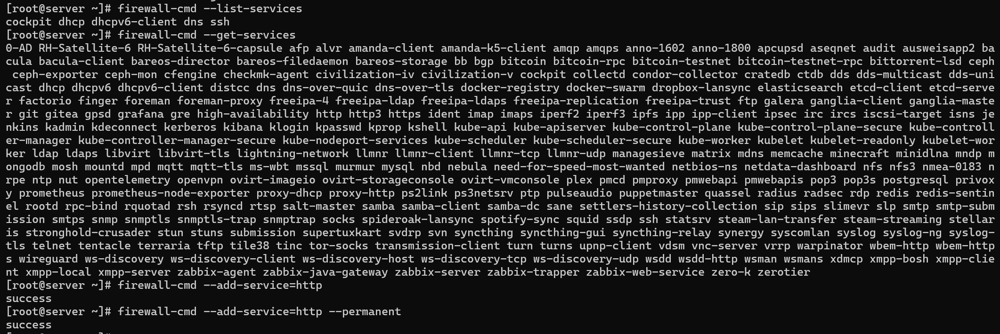 [root@server ~]# firewall-cmd --list-services
cockpit dhcp dhcpv6-client dns ssh
[root@server ~]# firewall-cmd --get-services
0-AD RH-Satellite-6 RH-Satellite-6-capsule afp alvr amanda-client amanda-k5-client amqp amqps anno-1602 anno-1800 apcupsd aseqnet audit ausweisapp2 ba
cula bacula-client bareos-director bareos-filedaemon bareos-storage bb bgp bitcoin bitcoin-rpc bitcoin-testnet bitcoin-testnet-rpc bittorrent-lsd ceph
 ceph-exporter ceph-mon cfengine checkmk-agent civilization-iv civilization-v cockpit collectd condor-collector cratedb ctdb dds dds-multicast dds-uni
cast dhcp dhcpv6 dhcpv6-client distcc dns dns-over-quic dns-over-tls docker-registry docker-swarm dropbox-lansync elasticsearch etcd-client etcd-serve
r factorio finger foreman foreman-proxy freeipa-4 freeipa-ldap freeipa-ldaps freeipa-replication freeipa-trust ftp galera ganglia-client ganglia-maste
r git gitea gpsd grafana gre high-availability http http3 https ident imap imaps iperf2 iperf3 ipfs ipp ipp-client ipsec irc ircs iscsi-target isns je
nkins kadmin kdeconnect kerberos kibana klogin kpasswd kprop kshell kube-api kube-apiserver kube-control-plane kube-control-plane-secure kube-controll
er-manager kube-controller-manager-secure kube-nodeport-services kube-scheduler kube-scheduler-secure kube-worker kubelet kubelet-readonly kubelet-wor
ker ldap ldaps libvirt libvirt-tls lightning-network llmnr llmnr-client llmnr-tcp llmnr-udp managesieve matrix mdns memcache minecraft minidlna mndp m
ongodb mosh mountd mpd mqtt mqtt-tls ms-wbt mssql murmur mysql nbd nebula need-for-speed-most-wanted netbios-ns netdata-dashboard nfs nfs3 nmea-0183 n
rpe ntp nut opentelemetry openvpn ovirt-imageio ovirt-storageconsole ovirt-vmconsole plex pmcd pmproxy pmwebapi pmwebapis pop3 pop3s postgresql privox
y prometheus prometheus-node-exporter proxy-dhcp proxy-http ps2link ps3netsrv ptp pulseaudio puppetmaster quassel radius radsec rdp redis redis-sentin
el rootd rpc-bind rquotad rsh rsyncd rtsp salt-master samba samba-client samba-dc sane settlers-history-collection sip sips slimevr slp smtp smtp-subm
ission smtps snmp snmptls snmptls-trap snmptrap socks spideroak-lansync spotify-sync squid ssdp ssh statsrv steam-lan-transfer steam-streaming stellar
is stronghold-crusader stun stuns submission supertuxkart svdrp svn syncthing syncthing-gui syncthing-relay synergy syscomlan syslog syslog-ng syslog-
tls telnet tentacle terraria tftp tile38 tinc tor-socks transmission-client turn turns upnp-client vdsm vnc-server vrrp warpinator wbem-http wbem-http
s wireguard ws-discovery ws-discovery-client ws-discovery-host ws-discovery-tcp ws-discovery-udp wsdd wsdd-http wsman wsmans xdmcp xmpp-bosh xmpp-clie
nt xmpp-local xmpp-server zabbix-agent zabbix-java-gateway zabbix-server zabbix-trapper zabbix-web-service zero-k zerotier
[root@server ~]# firewall-cmd --add-service=http
success
[root@server ~]# firewall-cmd --add-service=http --permanent
success